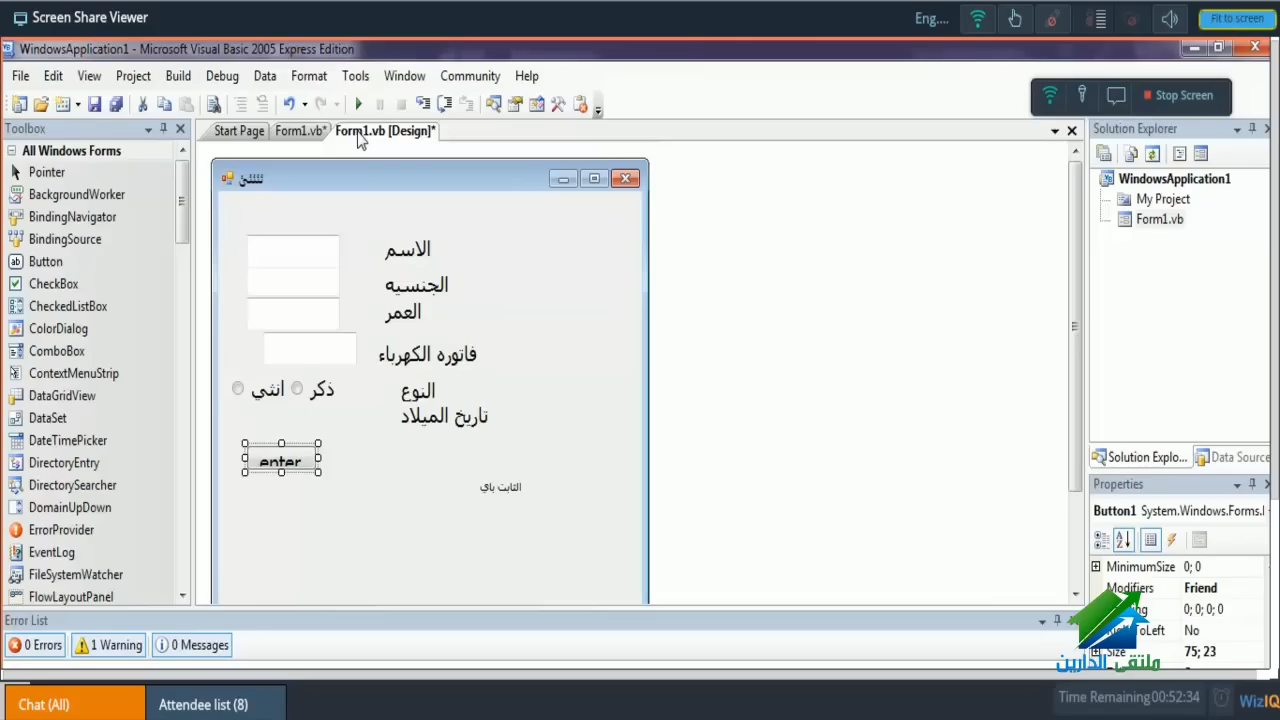 Screen Share Viewer
Eng....
Fit to screen
WindowsApplication1 - Microsoft Visual Basic 2005 Express Edition
File Edit View Project Build Debug Data Format Tools Window Community Help
Stop Screen
Toolbox
Start Page Form1.vb* Form1.vb [Design]*
Solution Explorer
All Windows Forms
Pointer
BackgroundWorker
BindingNavigator
BindingSource
Button
CheckBox
CheckedListBox
ColorDialog
ComboBox
ContextMenuStrip
DataGridView
DataSet
DateTimePicker
DirectoryEntry
DirectorySearcher
DomainUpDown
ErrorProvider
EventLog
FileSystemWatcher
FlowLayoutPanel
الاسم
الجنسيه
العمر
فاتوره الكهرباء
النوع
ذكر
انثي
تاريخ الميلاد
enter
الثابت باي
WindowsApplication1
My Project
Form1.vb
Solution Explo... Data Source
Properties
Button1 System.Windows.Forms.
MinimumSize 0; 0
Modifiers Friend
0; 0; 0; 0
ToLeft No
Size 75; 23
ملتقى الدارين
Error List
0 Errors 1 Warning 0 Messages
Chat (All) Attendee list (8)
Time Remaining00:52:34
WizIQ